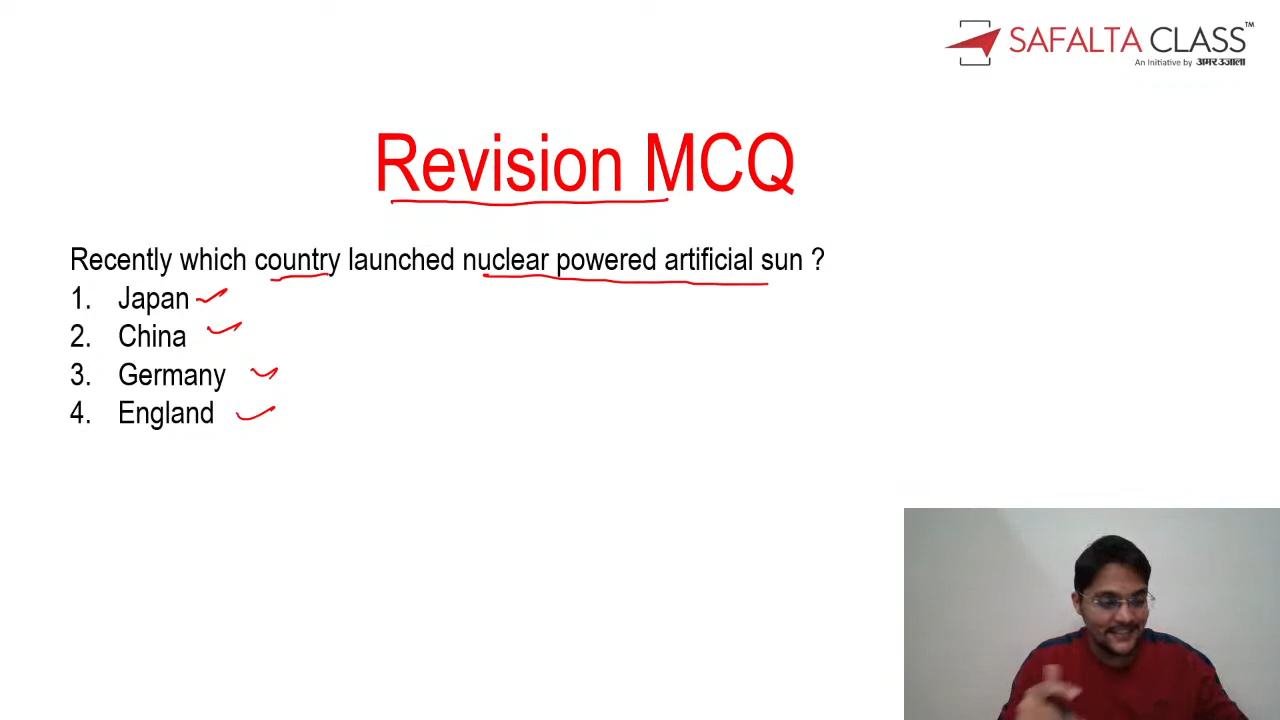 SAFALTA CLASS™
An Initiative by अमर उजाला
Revision MCQ
Recently which country launched nuclear powered artificial sun ?
1. Japan
2. China
3. Germany
4. England